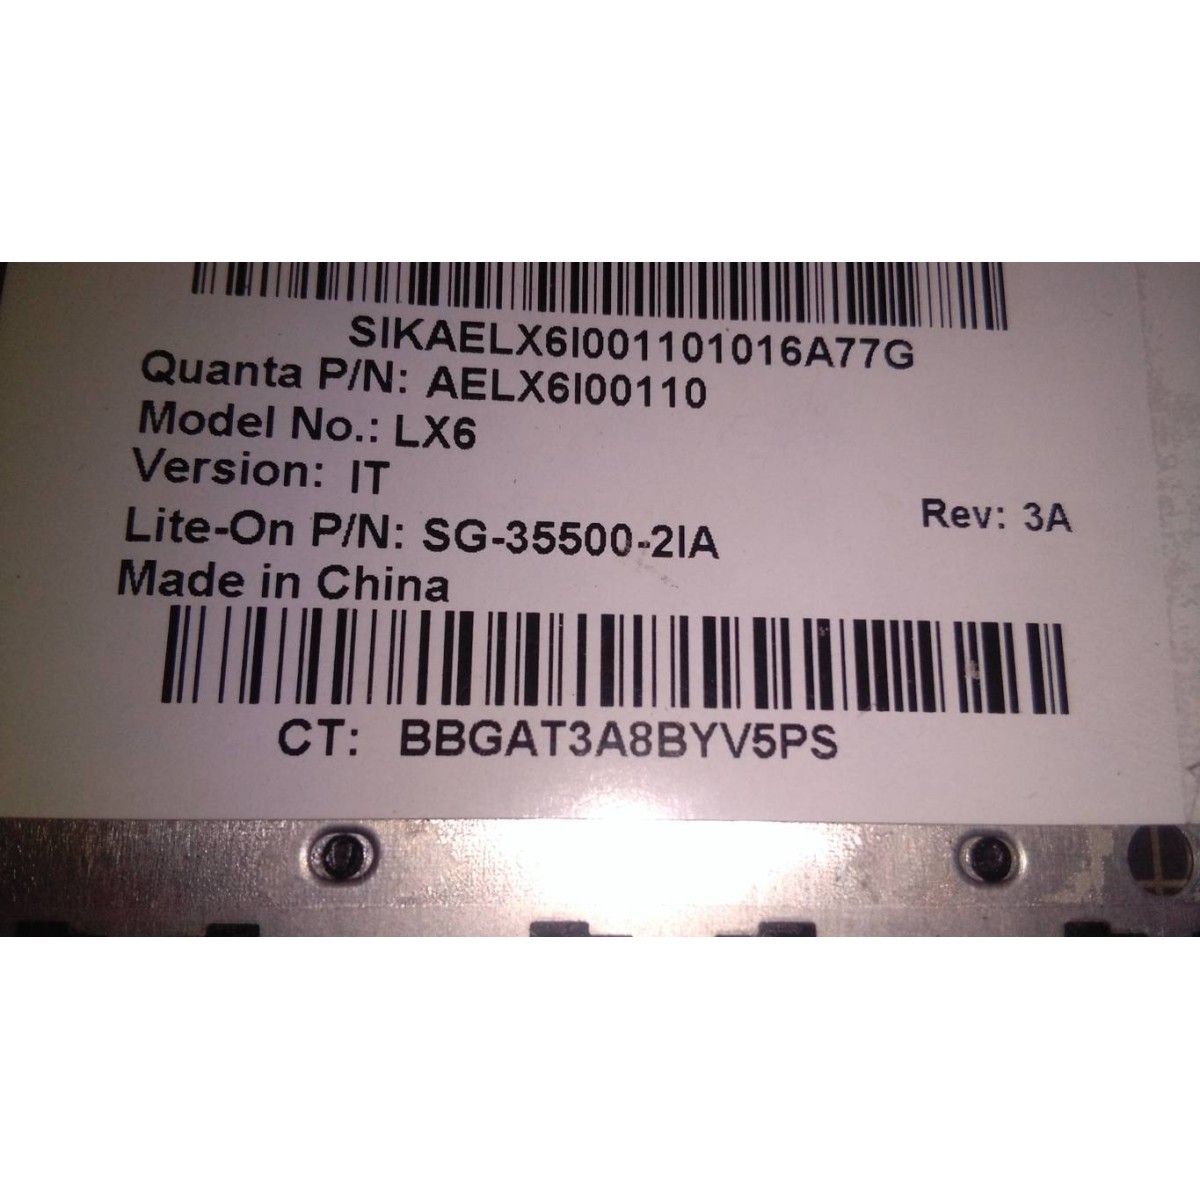 SIKAELX6I001101016A77G
Quanta P/N: AELX6I00110
Model No.: LX6
Version: IT
Rev: 3A
Lite-On P/N: SG-35500-2IA
Made in China
CT: BBGAT3A8BYV5PS